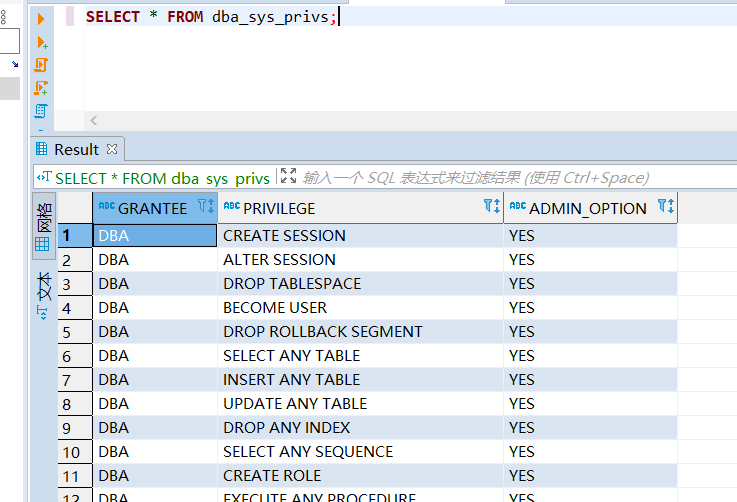 SELECT * FROM dba_sys_privs;
Result
SELECT * FROM dba_sys_privs 输入一个 SQL 表达式来过滤结果 (使用 Ctrl+Space)
网格
文本
ABC GRANTEE ABC PRIVILEGE ABC ADMIN_OPTION
1 DBA CREATE SESSION YES
2 DBA ALTER SESSION YES
3 DBA DROP TABLESPACE YES
4 DBA BECOME USER YES
5 DBA DROP ROLLBACK SEGMENT YES
6 DBA SELECT ANY TABLE YES
7 DBA INSERT ANY TABLE YES
8 DBA UPDATE ANY TABLE YES
9 DBA DROP ANY INDEX YES
10 DBA SELECT ANY SEQUENCE YES
11 DBA CREATE ROLE YES
12 DBA EXECUTE ANY PROCEDURE YES